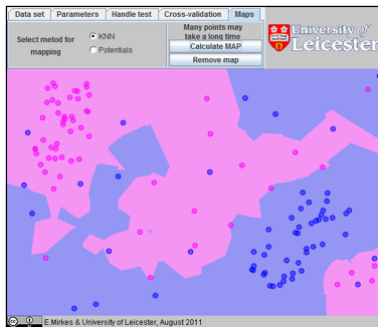 Data set
Parameters
Handle test
Cross-validation
Maps
Select metod for
mapping
KNN
Potentials
Many points may
take a long time
Calculate MAP
Remove map
University of
Leicester
E.Mirkes & University of Leicester, August 2011